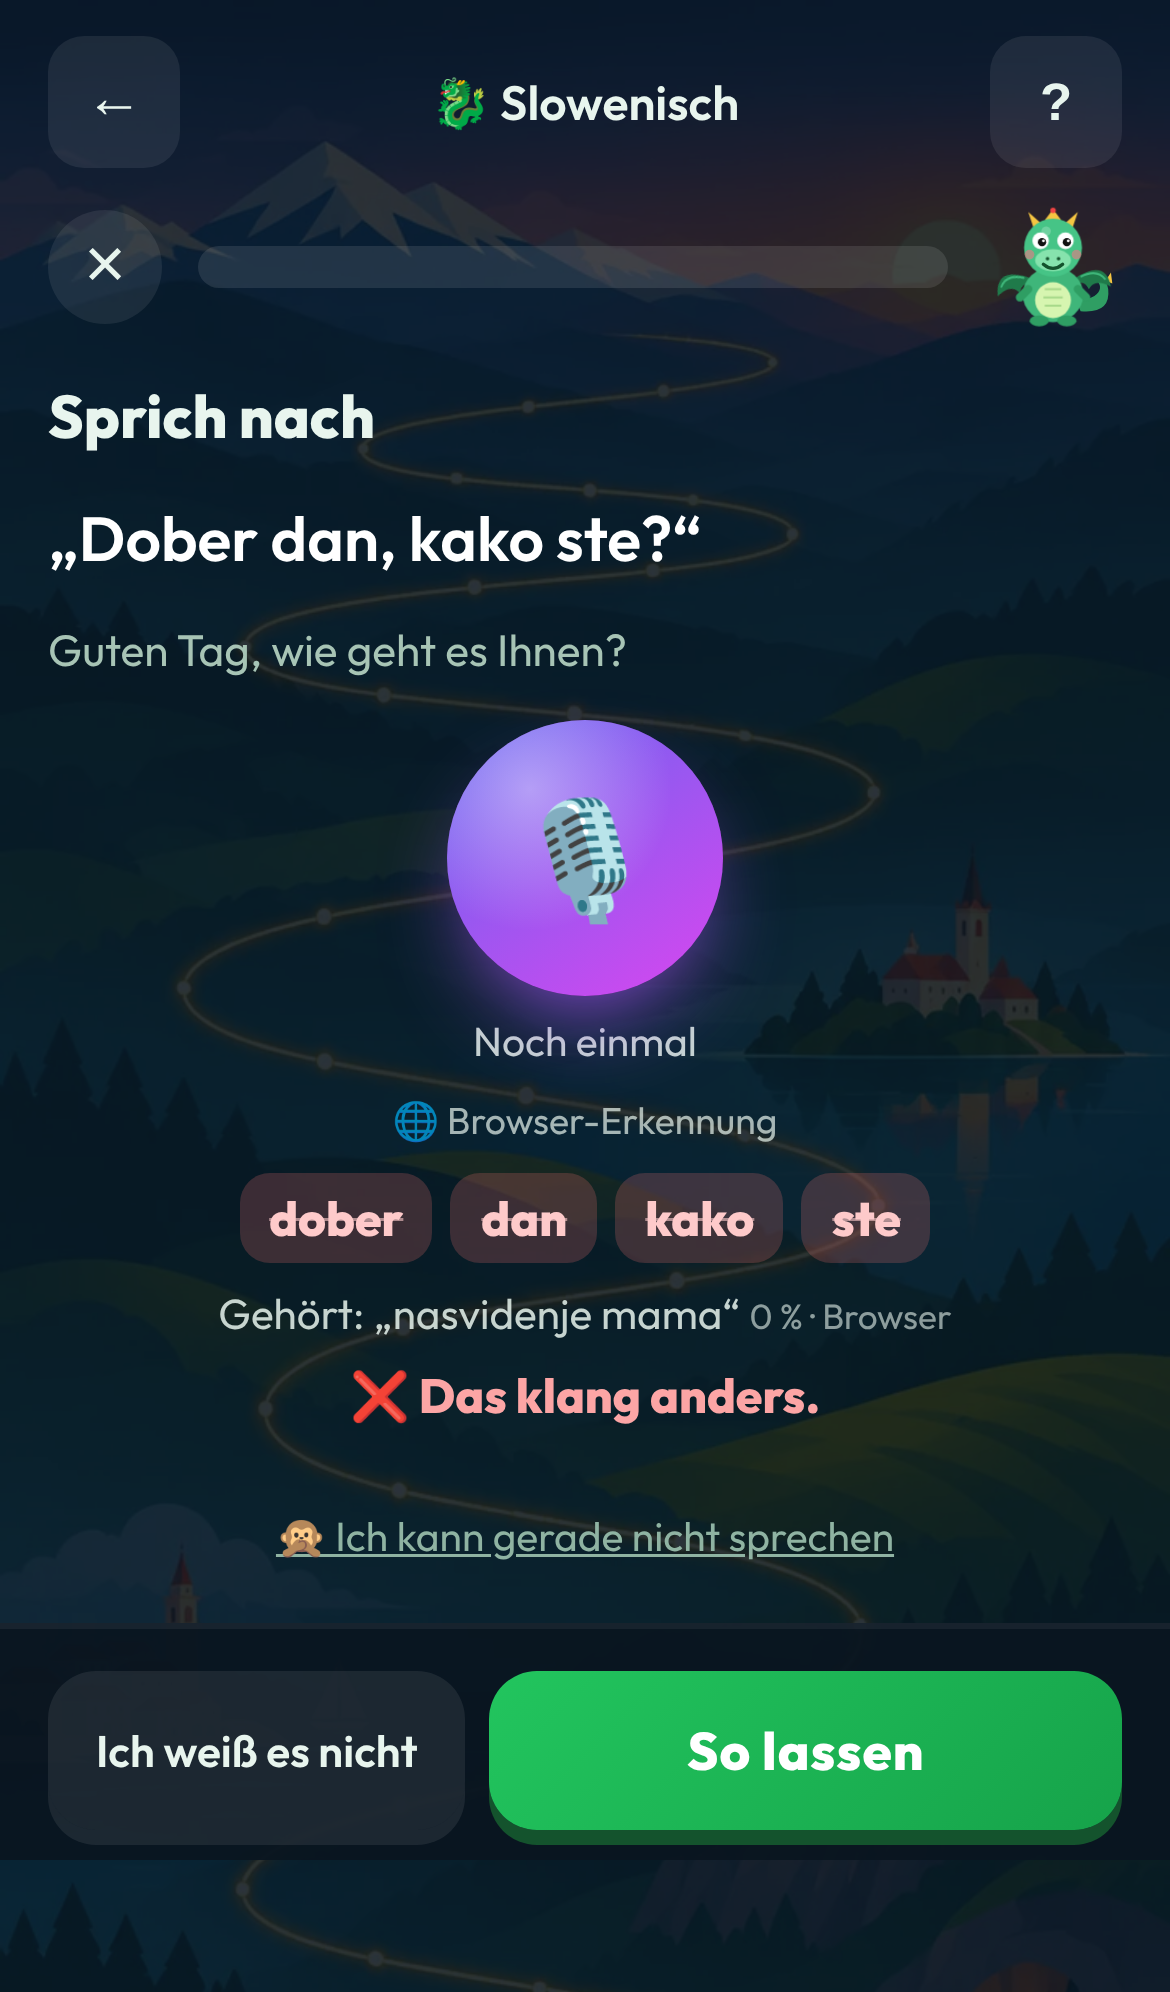 ← 🐉 Slowenisch ?
✕
Sprich nach
„Dober dan, kako ste?“
Guten Tag, wie geht es Ihnen?
Noch einmal
🌐 Browser-Erkennung
dober dan kako ste
Gehört: „nasvidenje mama“ 0 % · Browser
❌ Das klang anders.
🙊 Ich kann gerade nicht sprechen
Ich weiß es nicht So lassen